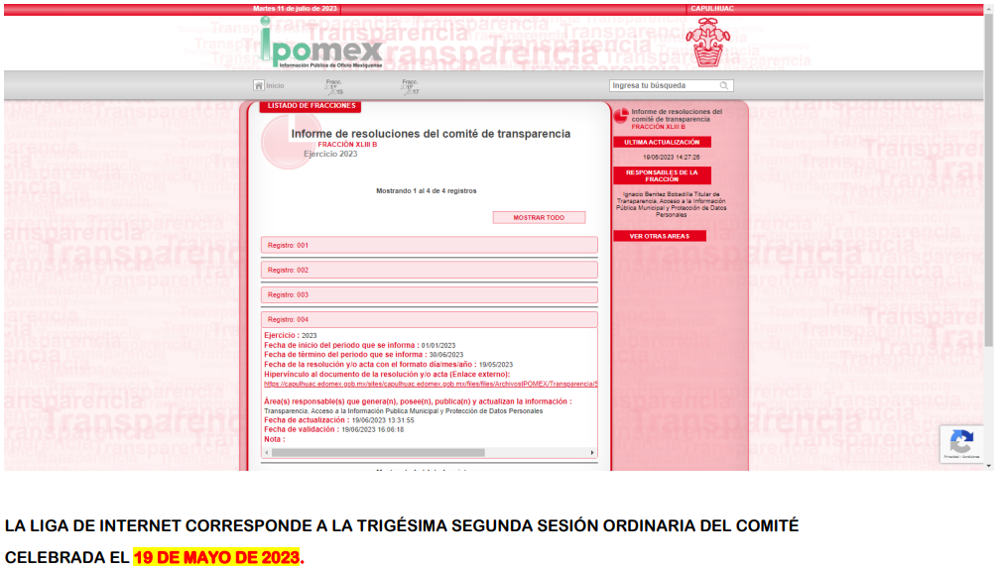 Martes 11 de julio de 2023
CAPULHUAC
ipomex
Información Pública de Oficio Mexiquense
Inicio
Ingresa tu búsqueda
LISTADO DE FRACCIONES
Informe de resoluciones del comité de transparencia
FRACCIÓN XLIII B
Ejercicio 2023
Mostrando 1 al 4 de 4 registros
MOSTRAR TODO
Registro: 001
Registro: 002
Registro: 003
Registro: 004
Ejercicio : 2023
Fecha de inicio del periodo que se informa : 01/01/2023
Fecha de término del periodo que se informa : 30/06/2023
Fecha de la resolución y/o acta con el formato día/mes/año : 19/05/2023
Hipervínculo al documento de la resolución y/o acta (Enlace externo):
https://capulhuac.edomex.gob.mx/sites/capulhuac.edomex.gob.mx/files/files/ArchivosIPOMEX/Transparencia/S
Área(s) responsable(s) que genera(n), posee(n), publica(n) y actualizan la información :
Transparencia, Acceso a la Información Publica Municipal y Protección de Datos Personales
Fecha de actualización : 19/06/2023 13:31:55
Fecha de validación : 19/06/2023 16:06:18
Nota :
Informe de resoluciones del
comité de transparencia
FRACCIÓN XLIII B
ULTIMA ACTUALIZACIÓN
19/06/2023 14:27:26
RESPONSABLES DE LA
FRACCIÓN
Ignacio Benitez Bobadilla Titular de
Transparencia, Acceso a la Información
Pública Municipal y Protección de Datos
Personales
VER OTRAS AREAS
LA LIGA DE INTERNET CORRESPONDE A LA TRIGÉSIMA SEGUNDA SESIÓN ORDINARIA DEL COMITÉ
CELEBRADA EL 19 DE MAYO DE 2023.